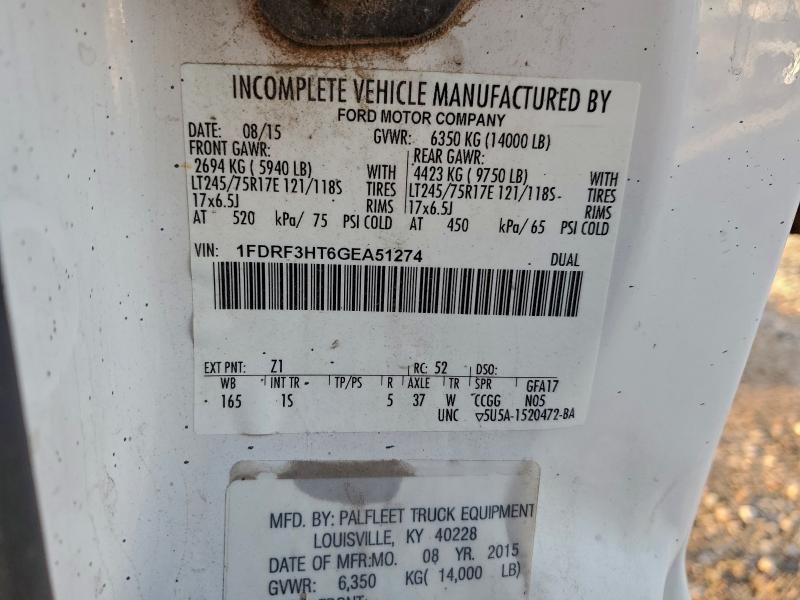 INCOMPLETE VEHICLE MANUFACTURED BY
FORD MOTOR COMPANY
DATE: 08/15 GVWR: 6350 KG (14000 LB)
FRONT GAWR: REAR GAWR:
2694 KG ( 5940 LB) WITH 4423 KG ( 9750 LB) WITH
LT245/75R17E 121/118S TIRES LT245/75R17E 121/118S- TIRES
17x6.5J RIMS 17x6.5J RIMS
AT 520 kPa/ 75 PSI COLD AT 450 kPa/ 65 PSI COLD
VIN: 1FDRF3HT6GEA51274 DUAL
EXT PNT: Z1 RC: 52 DSO:
WB INT TR TP/PS R AXLE TR SPR GFA17
165 1S 5 37 W CCGG N05
UNC ▽5U5A-1520472-BA
MFD. BY: PALFLEET TRUCK EQUIPMENT
LOUISVILLE, KY 40228
DATE OF MFR:MO. 08 YR. 2015
GVWR: 6,350 KG( 14,000 LB)
FRONT: